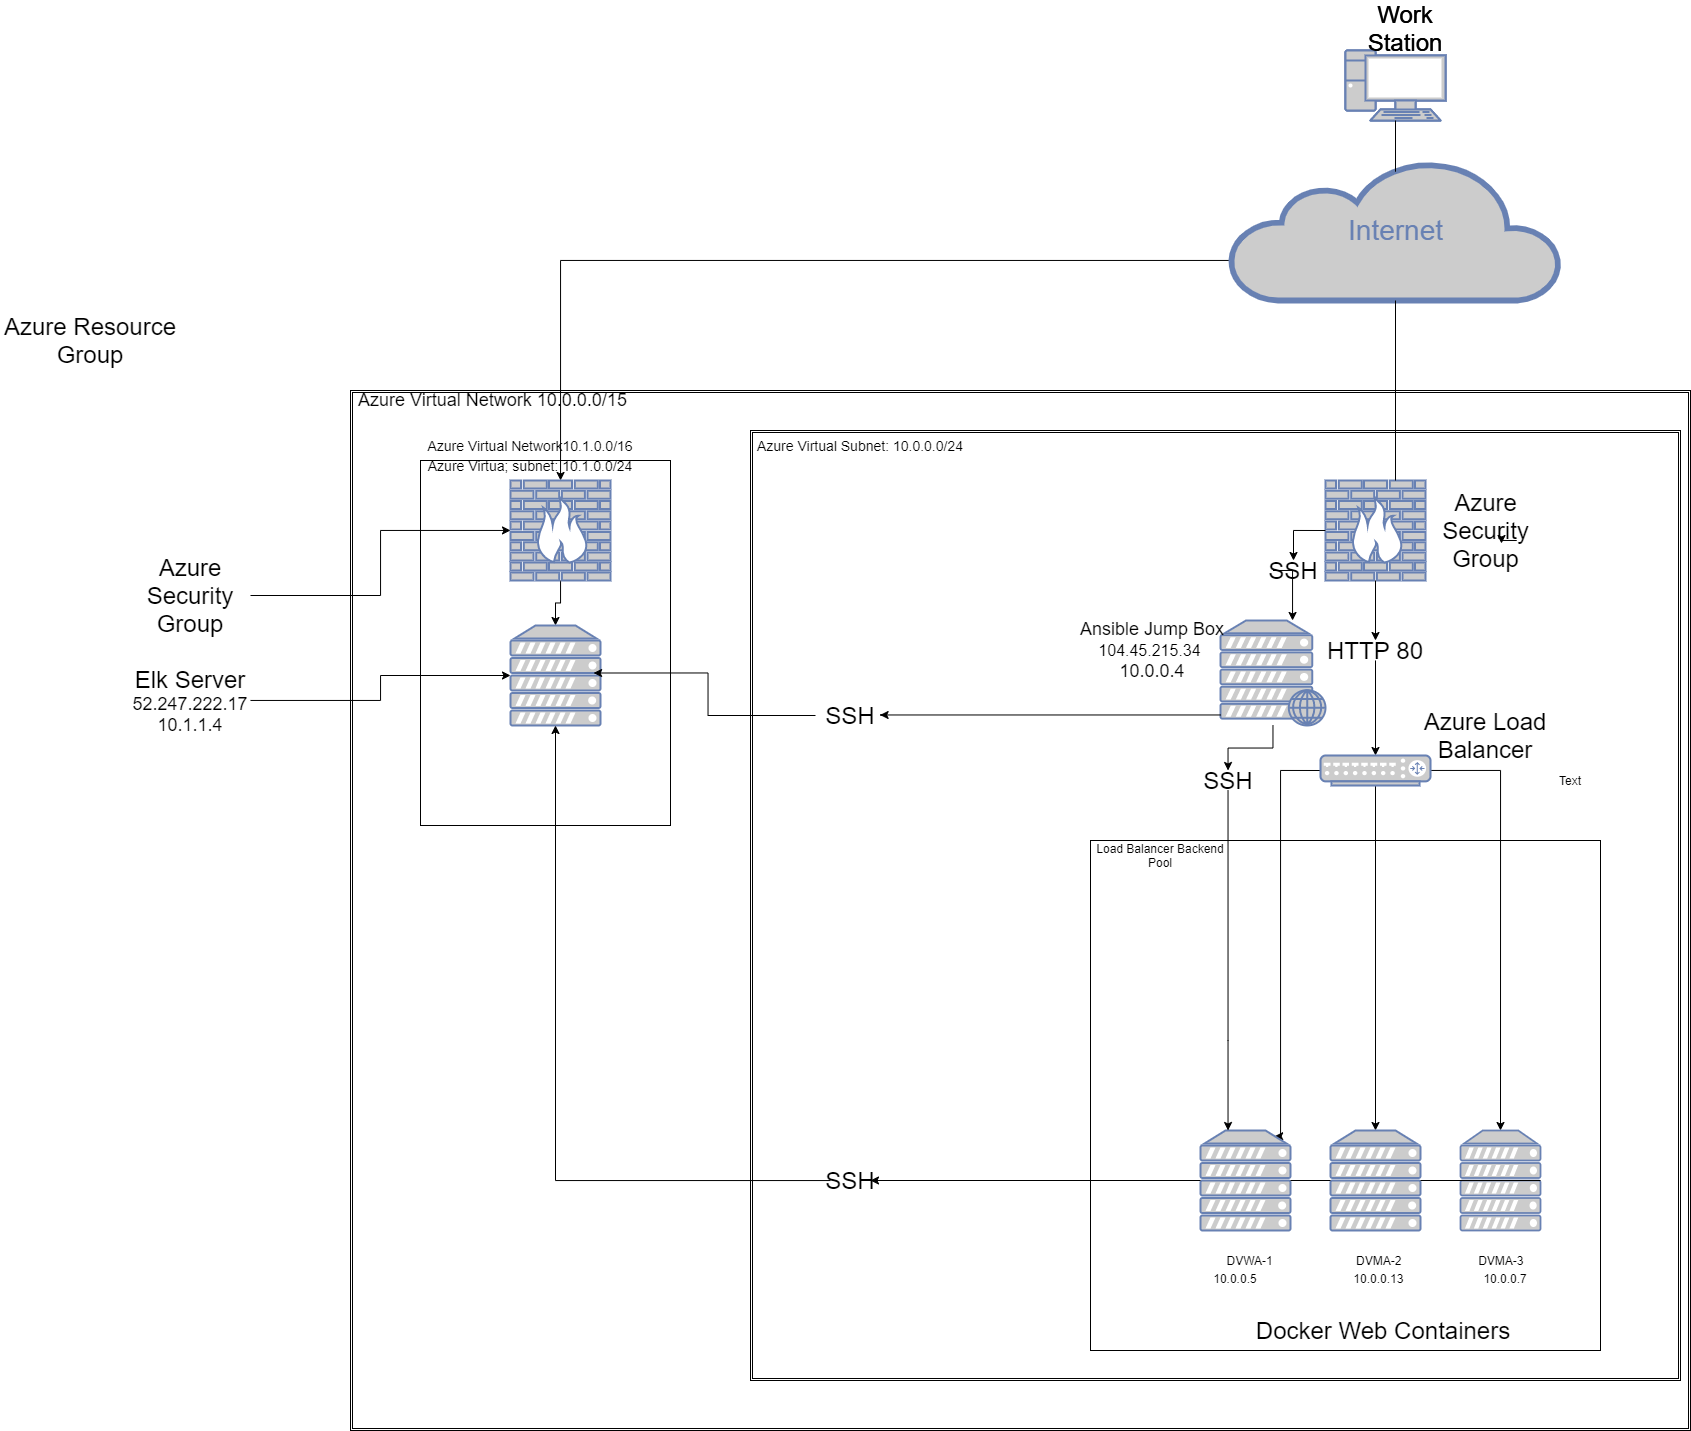 Work
Station
Internet
Azure Resource
Group
Azure Virtual Network 10.0.0.0/15
Azure Virtual Network10.1.0.0/16
Azure Virtua; subnet: 10.1.0.0/24
Azure Virtual Subnet: 10.0.0.0/24
Azure
Security
Group
SSH
Azure
Security
Group
Ansible Jump Box
104.45.215.34
10.0.0.4
HTTP 80
Elk Server
52.247.222.17
10.1.1.4
SSH
Azure Load
Balancer
SSH
Text
Load Balancer Backend
Pool
SSH
DVWA-1
10.0.0.5
DVMA-2
10.0.0.13
DVMA-3
10.0.0.7
Docker Web Containers